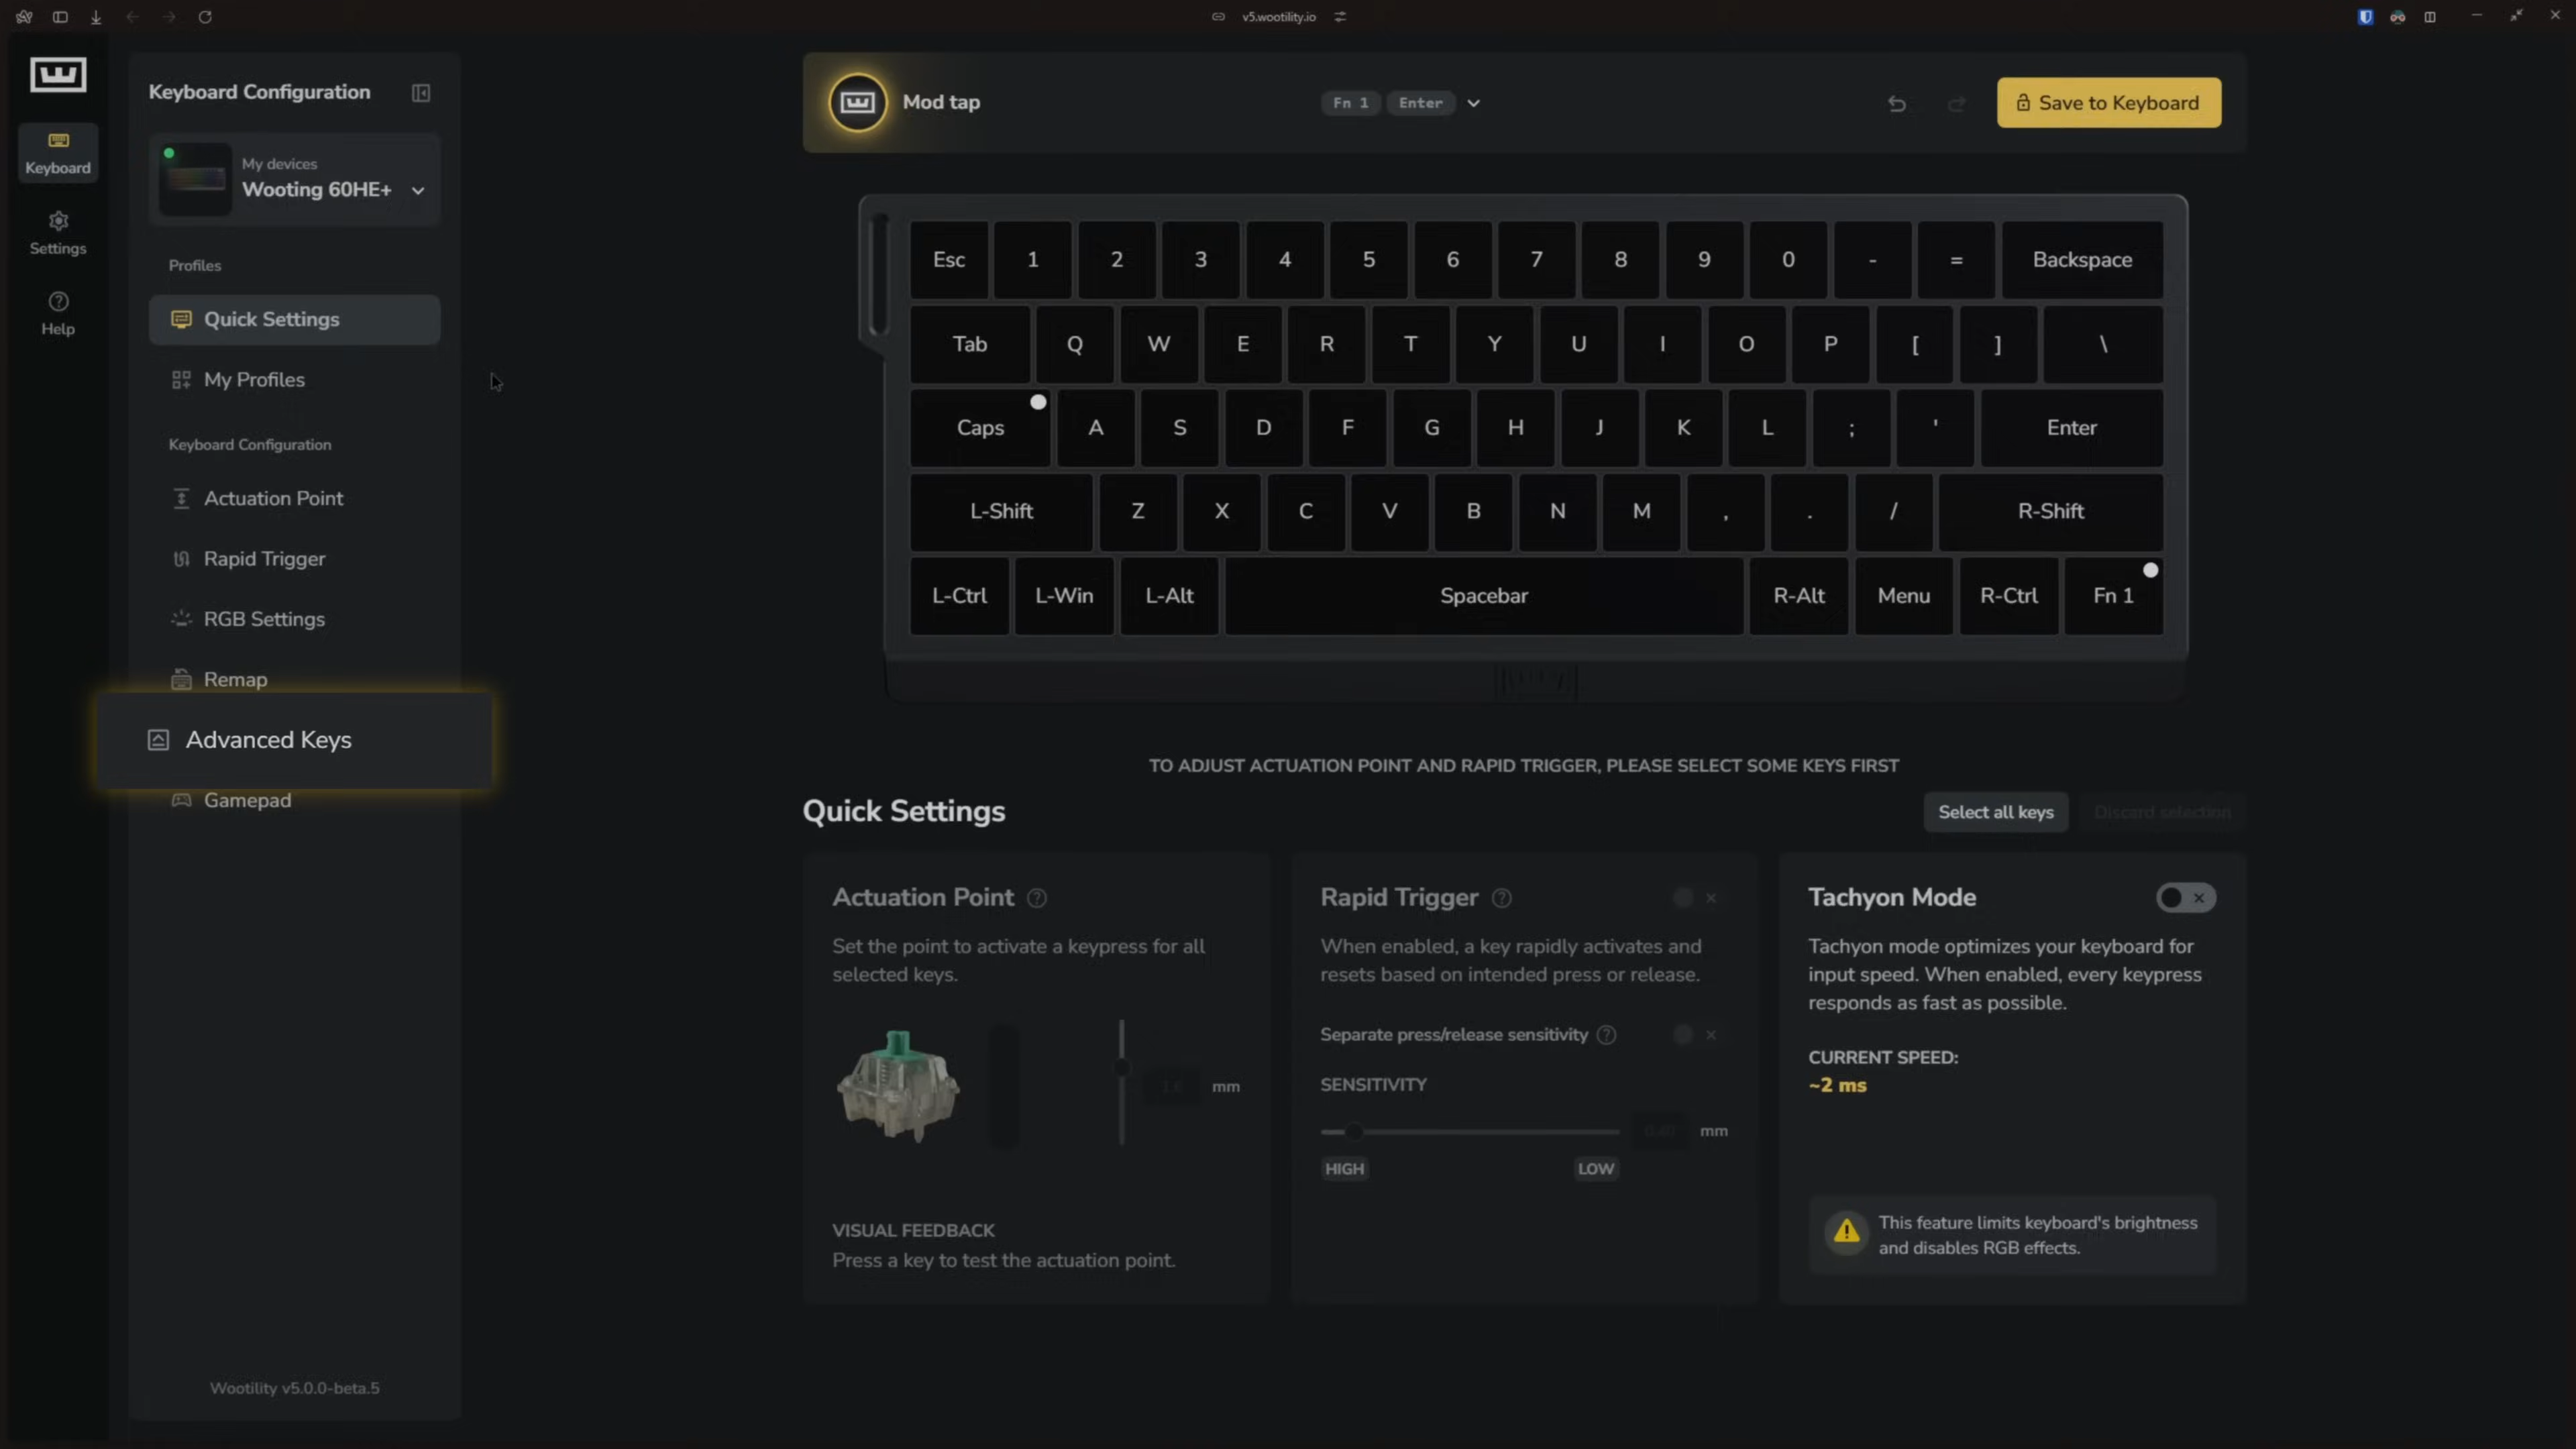 v5.wootility.io
Keyboard
Settings
Help
Keyboard Configuration
My devices
Wooting 60HE+
Profiles
Quick Settings
My Profiles
Keyboard Configuration
Actuation Point
Rapid Trigger
RGB Settings
Remap
Advanced Keys
Gamepad
Wootility v5.0.0-beta.5
Mod tap
Fn 1 Enter
Save to Keyboard
Esc 1 2 3 4 5 6 7 8 9 0 - = Backspace
Tab Q W E R T Y U I O P [ ] \
Caps A S D F G H J K L ; ' Enter
L-Shift Z X C V B N M , . / R-Shift
L-Ctrl L-Win L-Alt Spacebar R-Alt Menu R-Ctrl Fn 1
TO ADJUST ACTUATION POINT AND RAPID TRIGGER, PLEASE SELECT SOME KEYS FIRST
Quick Settings
Select all keys
Discard selection
Actuation Point
Set the point to activate a keypress for all
selected keys.
mm
VISUAL FEEDBACK
Press a key to test the actuation point.
Rapid Trigger
When enabled, a key rapidly activates and
resets based on intended press or release.
Separate press/release sensitivity
SENSITIVITY
mm
HIGH
LOW
Tachyon Mode
Tachyon mode optimizes your keyboard for
input speed. When enabled, every keypress
responds as fast as possible.
CURRENT SPEED:
~2 ms
This feature limits keyboard's brightness
and disables RGB effects.